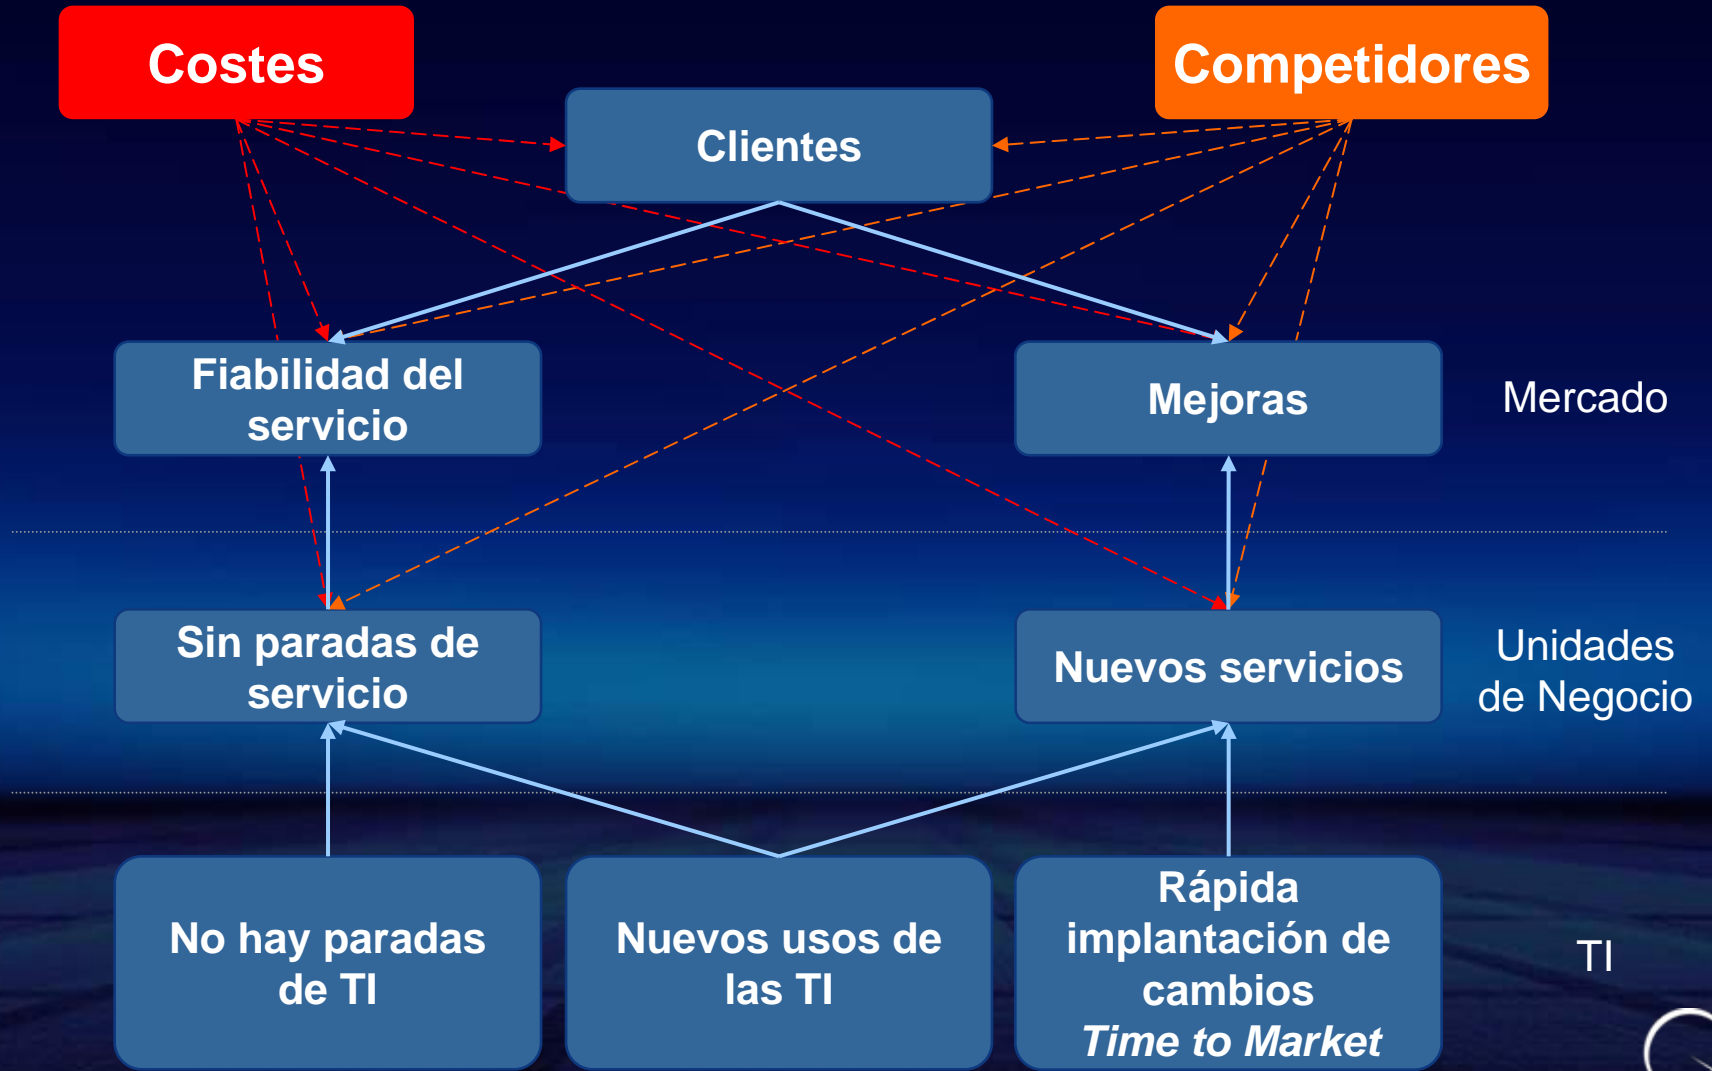 Costes
Competidores
Clientes
Fiabilidad del
servicio
Mejoras
Mercado
Sin paradas de
servicio
Nuevos servicios
Unidades
de Negocio
No hay paradas
de TI
Nuevos usos de
las TI
Rápida
implantación de
cambios
Time to Market
TI